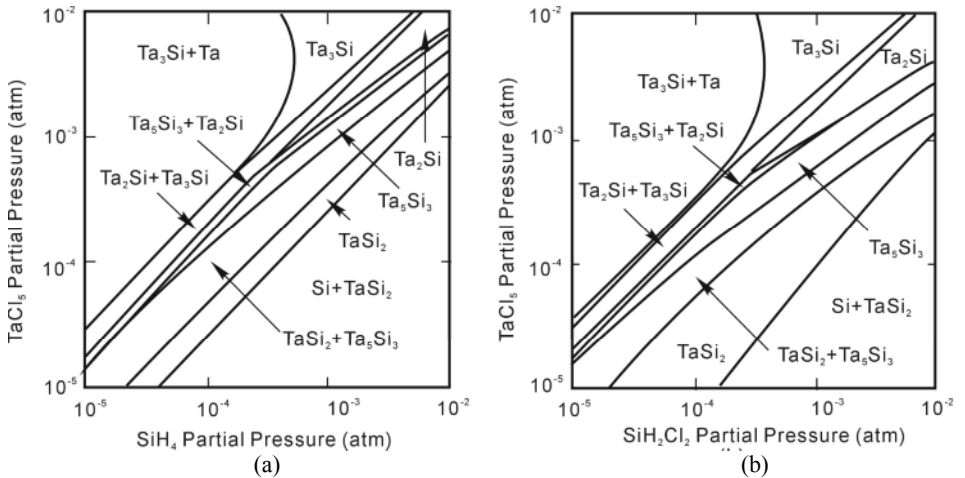 10⁻²
Ta₃Si+Ta
Ta₃Si
10⁻³
Ta₅Si₃+Ta₂Si
Ta₂Si
Ta₂Si+Ta₃Si
Ta₅Si₃
TaSi₂
10⁻⁴
Si+TaSi₂
TaSi₂+Ta₅Si₃
10⁻⁵
10⁻⁵ 10⁻⁴ 10⁻³ 10⁻²
TaCl₅ Partial Pressure (atm)
SiH₄ Partial Pressure (atm)
(a)
10⁻²
Ta₃Si
Ta₂Si
Ta₃Si+Ta
10⁻³
Ta₅Si₃+Ta₂Si
Ta₂Si+Ta₃Si
Ta₅Si₃
10⁻⁴
Si+TaSi₂
TaSi₂
TaSi₂+Ta₅Si₃
10⁻⁵
10⁻⁵ 10⁻⁴ 10⁻³ 10⁻²
TaCl₅ Partial Pressure (atm)
SiH₂Cl₂ Partial Pressure (atm)
(b)